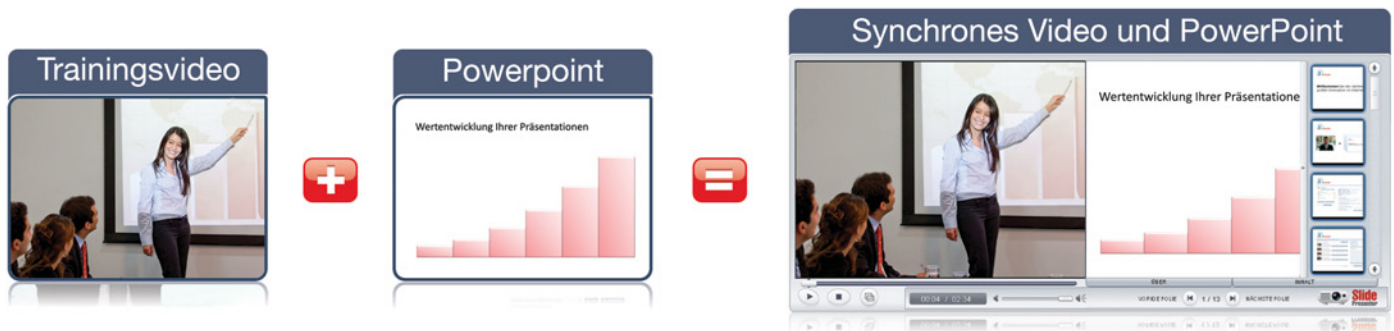 Trainingsvideo
Powerpoint
Wertentwicklung Ihrer Präsentationen
Synchrones Video und PowerPoint
Wertentwicklung Ihrer Präsentatione
ÜBER
INHALT
00:04 / 02:34
VORIGE FOLIE
1 / 13
NÄCHSTE FOLIE
Slide
Presenter